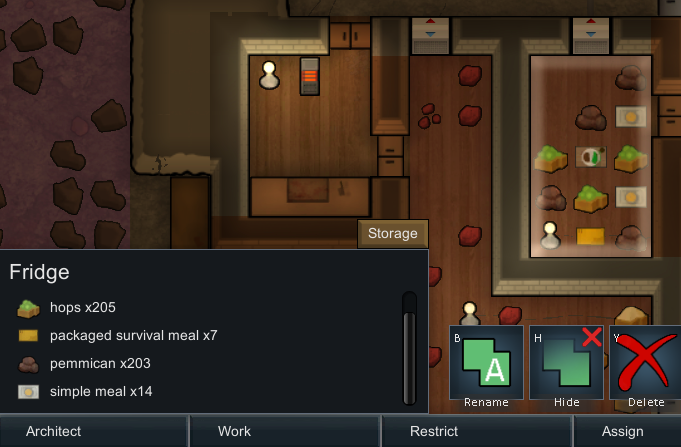 Storage
Fridge
hops x205
packaged survival meal x7
pemmican x203
simple meal x14
B
A
Rename
H
Hide
Y
Delete
Architect
Work
Restrict
Assign